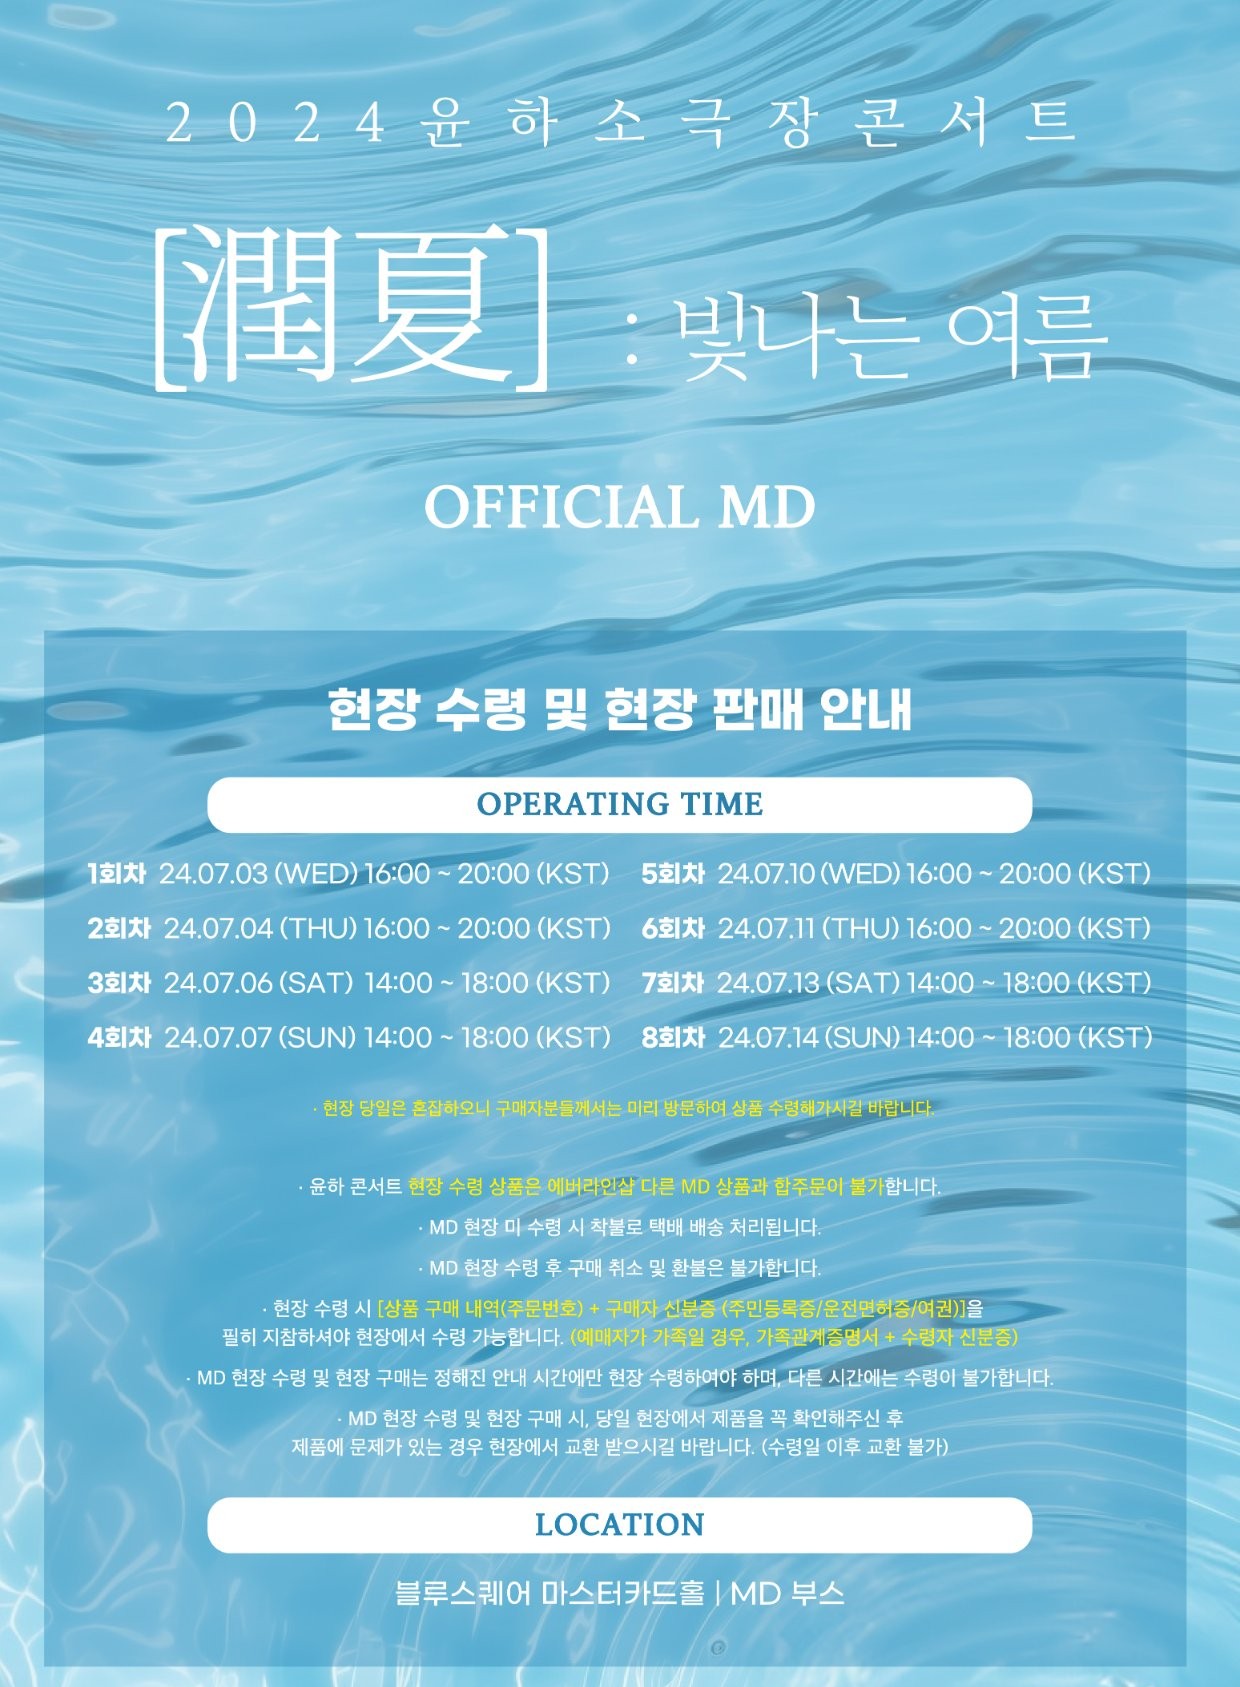 2024윤하소극장콘서트
[潤夏] : 빛나는 여름
OFFICIAL MD
현장 수령 및 현장 판매 안내
OPERATING TIME
1회차 24.07.03 (WED) 16:00 ~ 20:00 (KST)
2회차 24.07.04 (THU) 16:00 ~ 20:00 (KST)
3회차 24.07.06 (SAT) 14:00 ~ 18:00 (KST)
4회차 24.07.07 (SUN) 14:00 ~ 18:00 (KST)
5회차 24.07.10 (WED) 16:00 ~ 20:00 (KST)
6회차 24.07.11 (THU) 16:00 ~ 20:00 (KST)
7회차 24.07.13 (SAT) 14:00 ~ 18:00 (KST)
8회차 24.07.14 (SUN) 14:00 ~ 18:00 (KST)
· 현장 당일은 혼잡하오니 구매자분들께서는 미리 방문하여 상품 수령해가시길 바랍니다.
· 윤하 콘서트 현장 수령 상품은 에버라인샵 다른 MD 상품과 합주문이 불가합니다.
· MD 현장 미 수령 시 착불로 택배 배송 처리됩니다.
· MD 현장 수령 후 구매 취소 및 환불은 불가합니다.
· 현장 수령 시 [상품 구매 내역(주문번호) + 구매자 신분증 (주민등록증/운전면허증/여권)]을
필히 지참하셔야 현장에서 수령 가능합니다. (예매자가 가족일 경우, 가족관계증명서 + 수령자 신분증)
· MD 현장 수령 및 현장 구매는 정해진 안내 시간에만 현장 수령하여야 하며, 다른 시간에는 수령이 불가합니다.
· MD 현장 수령 및 현장 구매 시, 당일 현장에서 제품을 꼭 확인해주신 후
제품에 문제가 있는 경우 현장에서 교환 받으시길 바랍니다. (수령일 이후 교환 불가)
LOCATION
블루스퀘어 마스터카드홀 | MD 부스